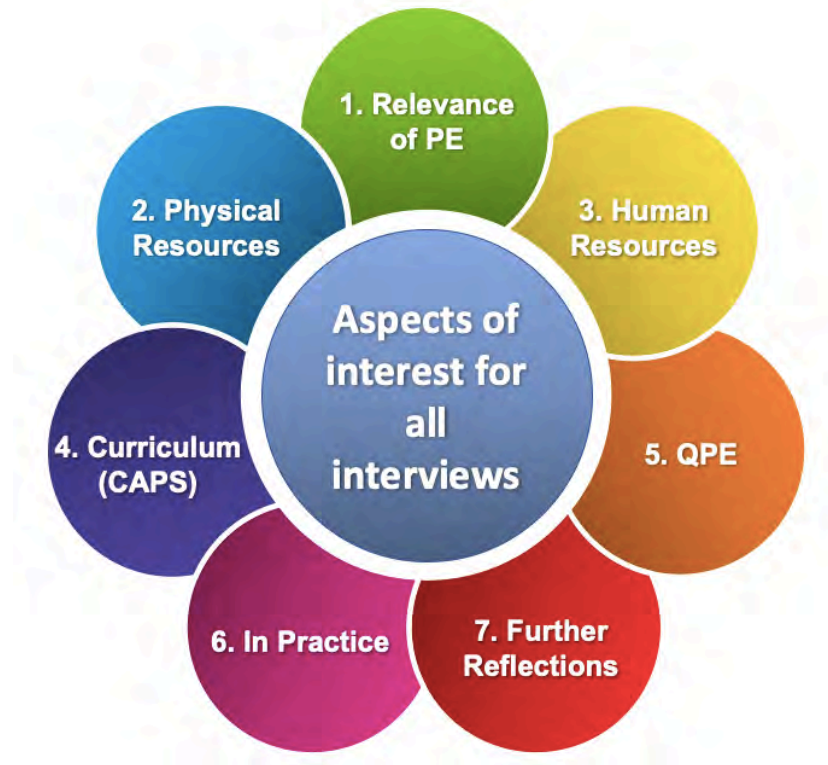 1. Relevance
of PE
2. Physical
Resources
3. Human
Resources
Aspects of
interest for
all
interviews
4. Curriculum
(CAPS)
5. QPE
6. In Practice
7. Further
Reflections